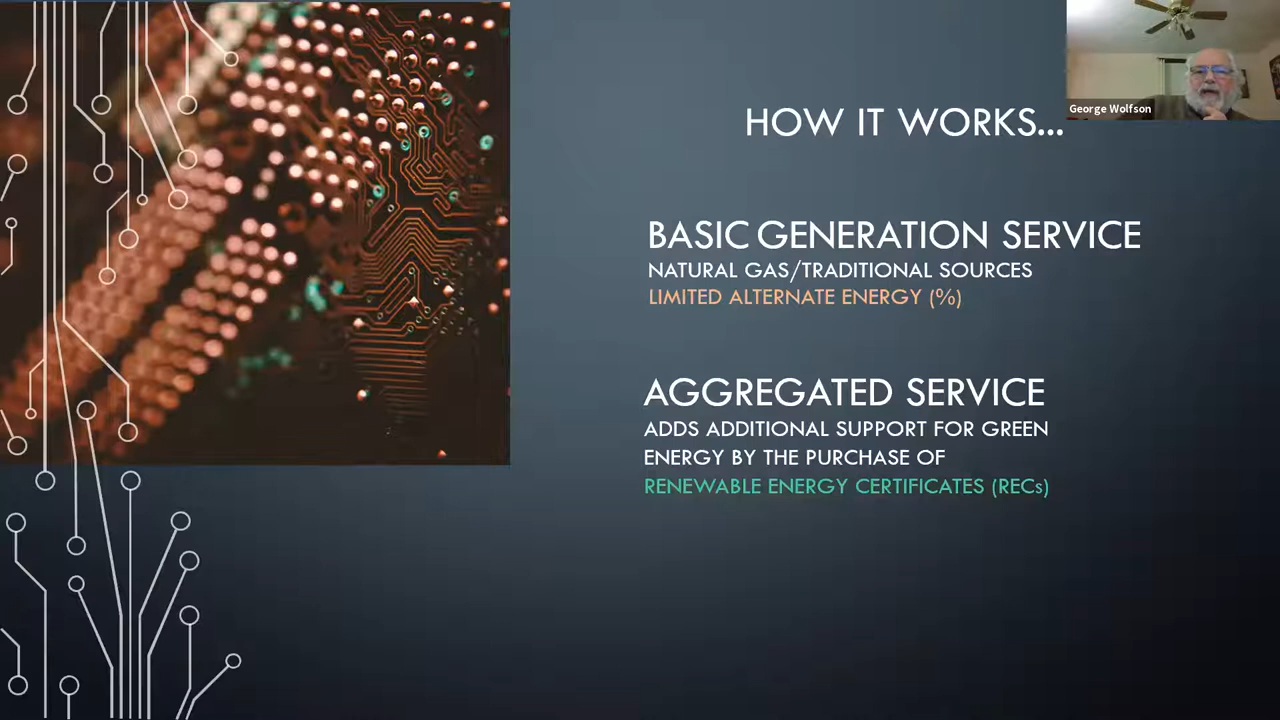 George Wolfson
HOW IT WORKS...
BASIC GENERATION SERVICE
NATURAL GAS/TRADITIONAL SOURCES
LIMITED ALTERNATE ENERGY (%)
AGGREGATED SERVICE
ADDS ADDITIONAL SUPPORT FOR GREEN
ENERGY BY THE PURCHASE OF
RENEWABLE ENERGY CERTIFICATES (RECs)